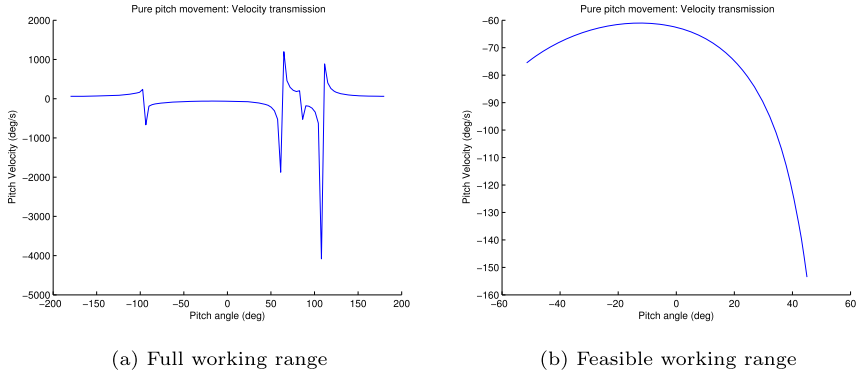 Pure pitch movement: Velocity transmission
2000
1000
0
−1000
−2000
−3000
−4000
−5000
Pitch Velocity (deg/s)
−200 −150 −100 −50 0 50 100 150 200
Pitch angle (deg)
(a) Full working range
Pure pitch movement: Velocity transmission
−60
−70
−80
−90
−100
−110
−120
−130
−140
−150
−160
Pitch Velocity (deg/s)
−60 −40 −20 0 20 40 60
Pitch angle (deg)
(b) Feasible working range